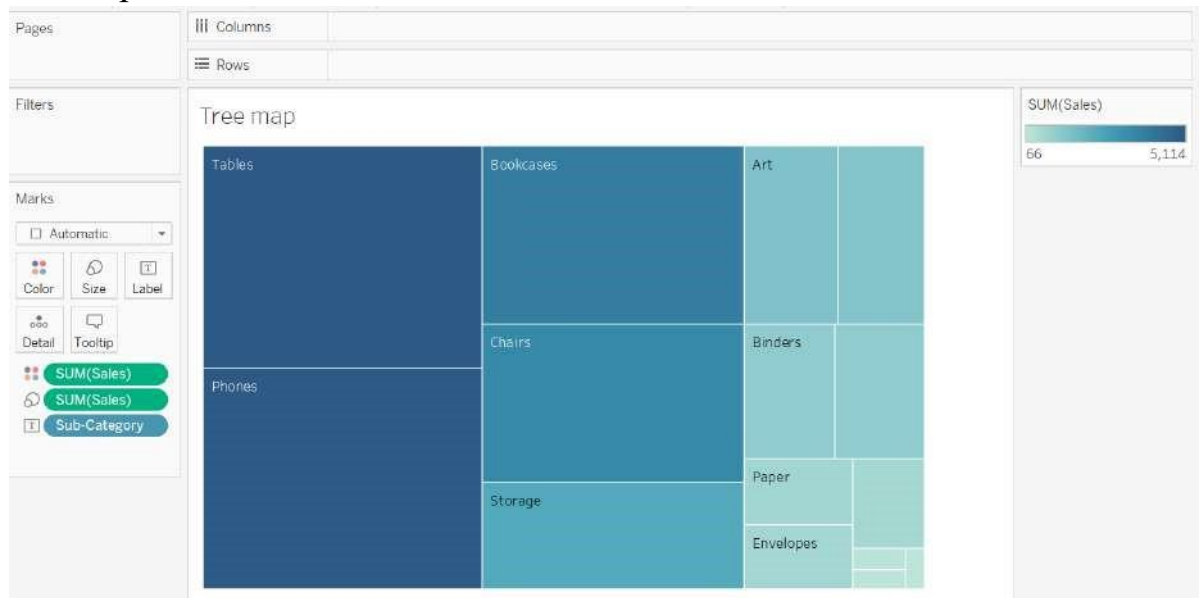 Pages
Columns
Rows
Filters
Tree map
SUM(Sales)
66 5,114
Marks
Automatic
Color Size Label
Detail Tooltip
SUM(Sales)
SUM(Sales)
T Sub-Category
Tables
Bookcases
Art
Chairs
Binders
Phones
Paper
Storage
Envelopes